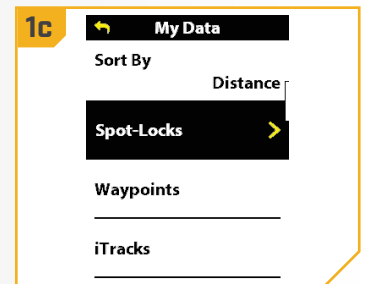 1c
My Data
Sort By
Distance
Spot-Locks
Waypoints
iTracks